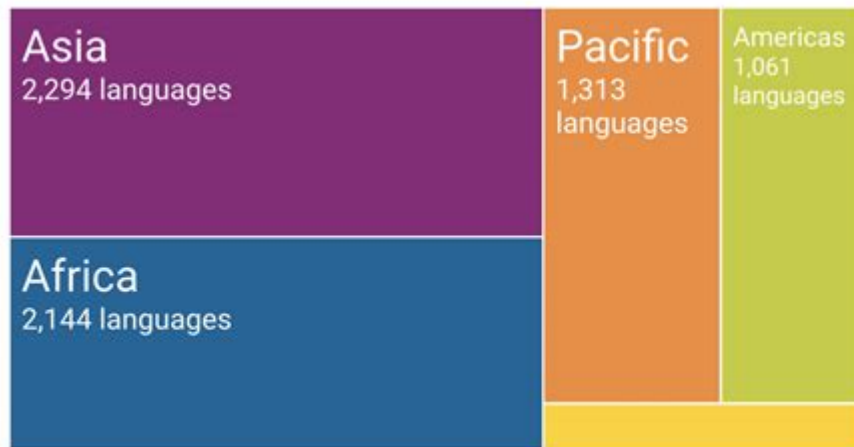 Asia
2,294 languages
Africa
2,144 languages
Pacific
1,313
languages
Americas
1,061
languages